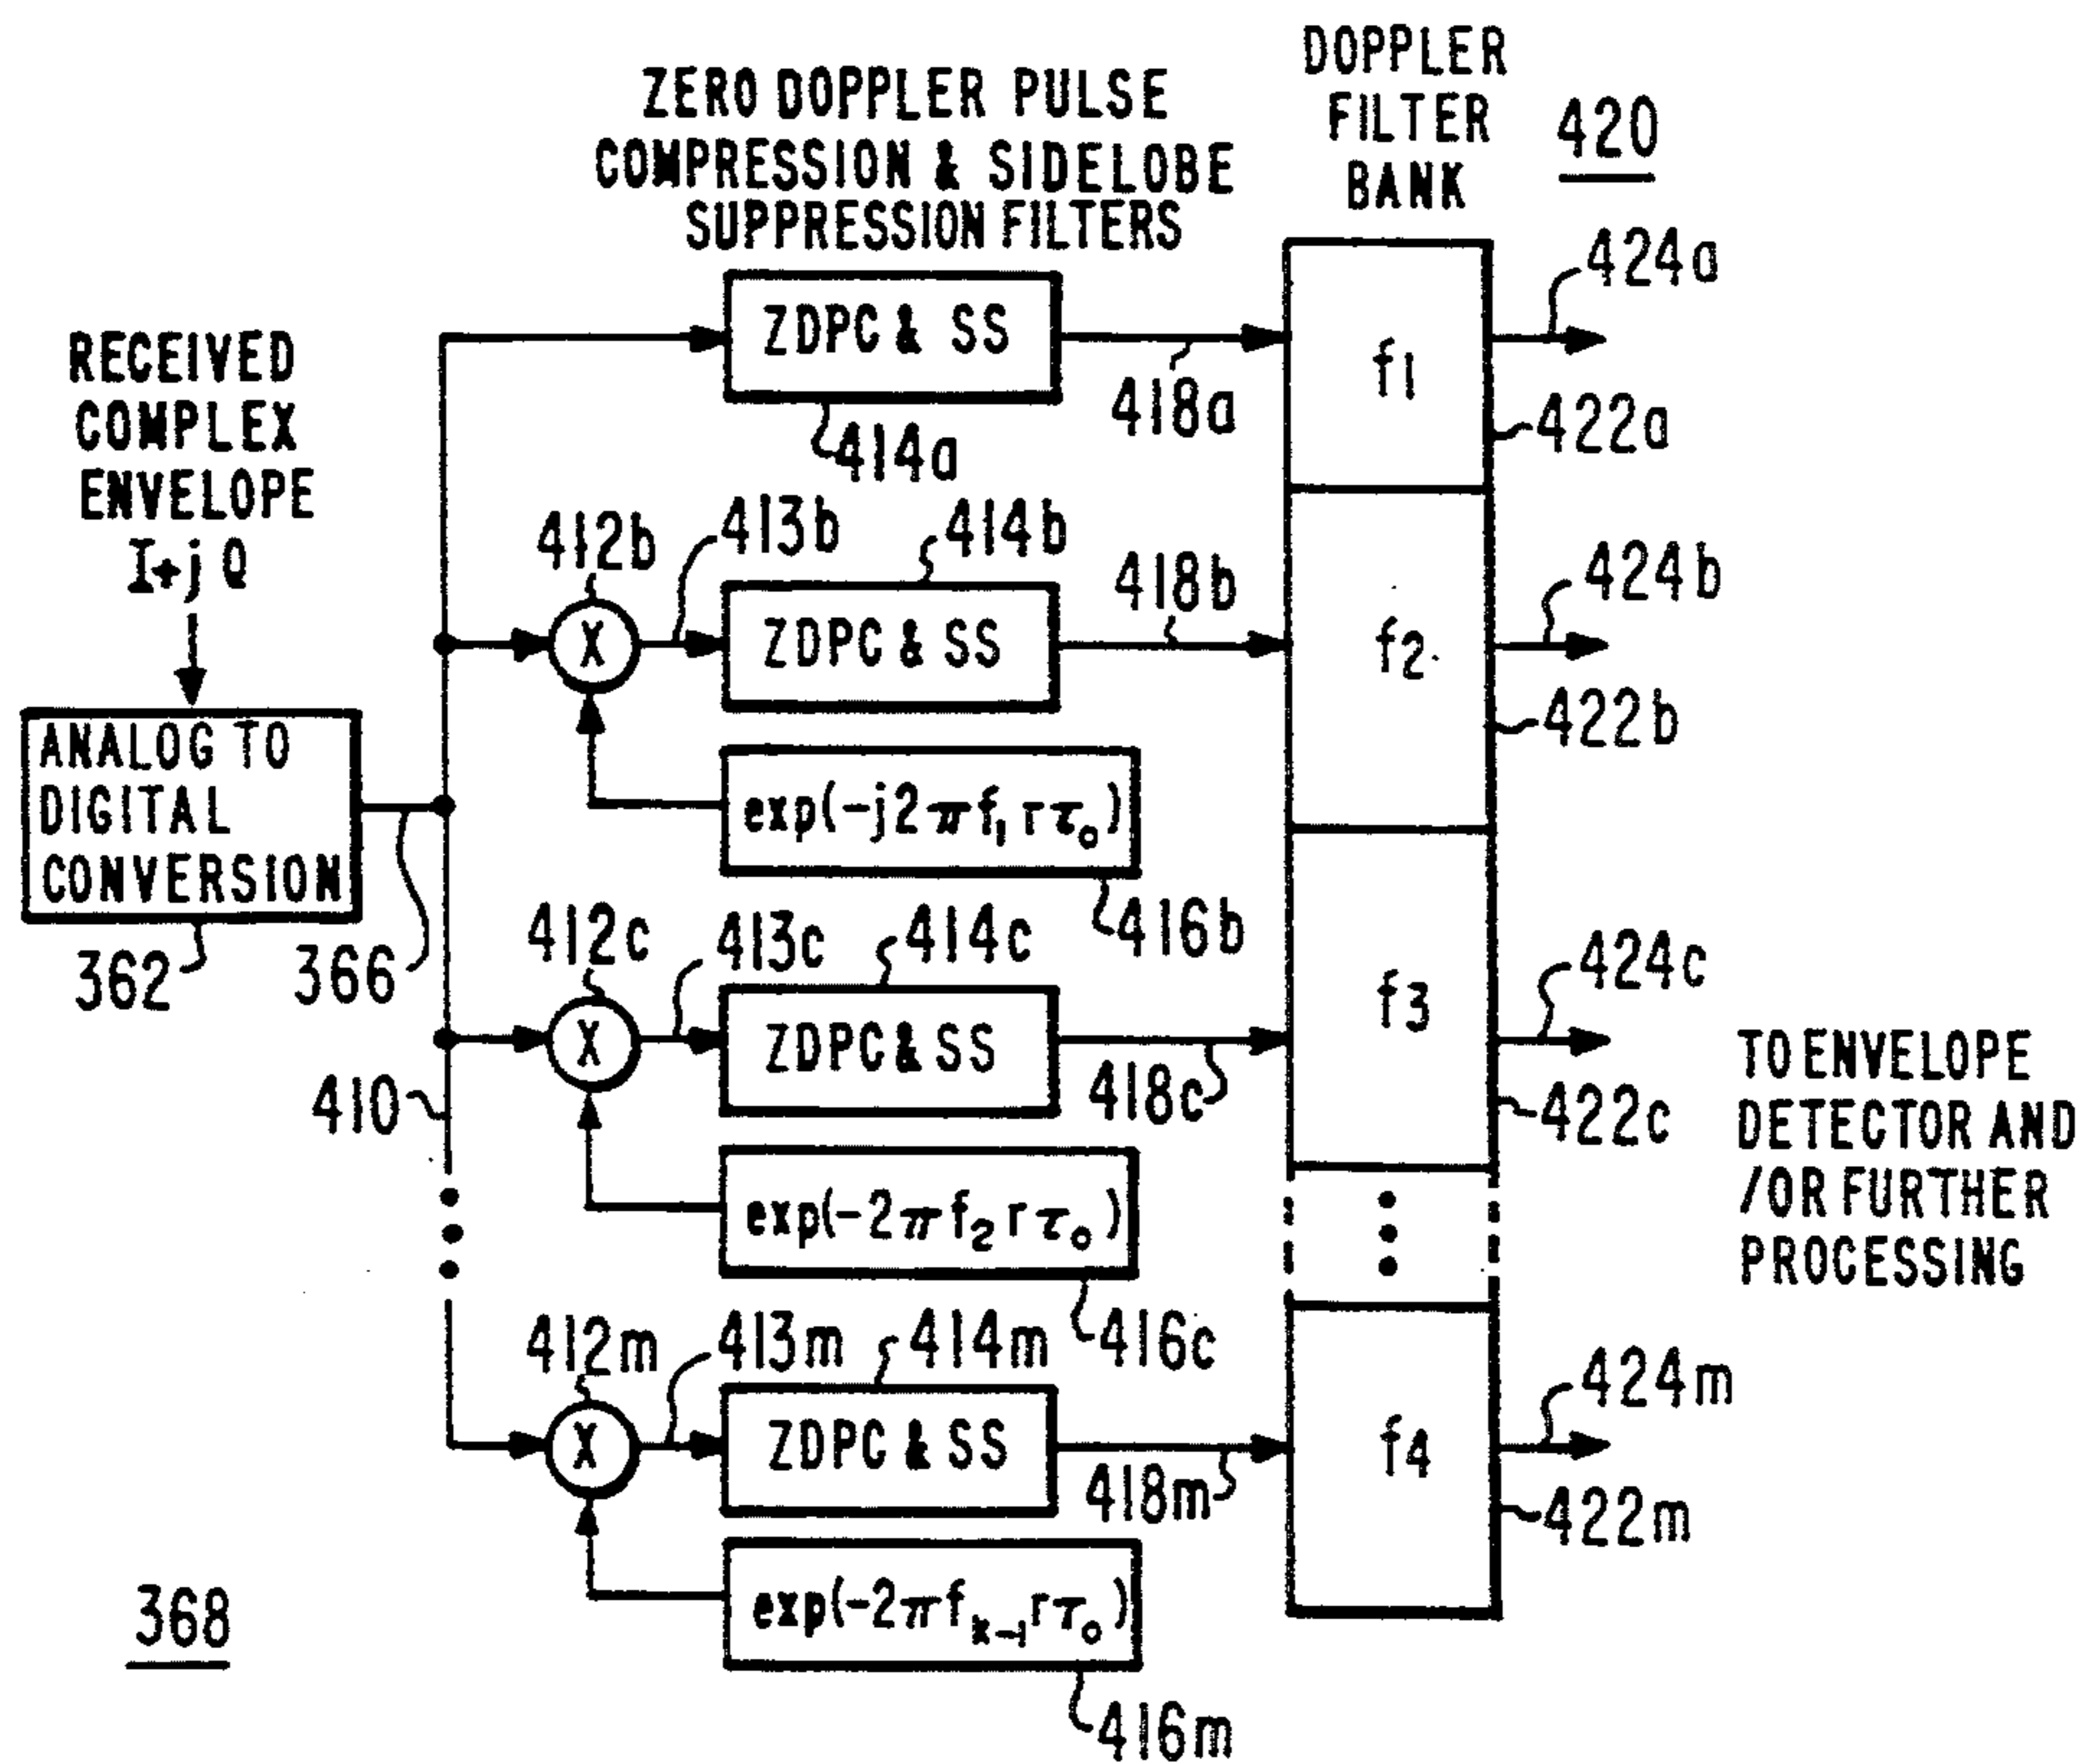 DOPPLER
FILTER
BANK
420
ZERO DOPPLER PULSE
COMPRESSION & SIDELOBE
SUPPRESSION FILTERS
RECEIVED
COMPLEX
ENVELOPE
I+jQ
ANALOG TO
DIGITAL
CONVERSION
362
366
410
ZDPC & SS
414a
418a
f1
424a
422a
412b
413b
414b
ZDPC & SS
418b
X
exp(-j2πf₁rτ₀)
416b
f2
424b
422b
412c
413c
414c
X
ZDPC & SS
418c
exp(-2πf₂rτ₀)
416c
f3
424c
422c
TO ENVELOPE
DETECTOR AND
/OR FURTHER
PROCESSING
412m
413m
414m
X
ZDPC & SS
418m
exp(-2πfₖ₋₁rτ₀)
416m
f4
424m
422m
368